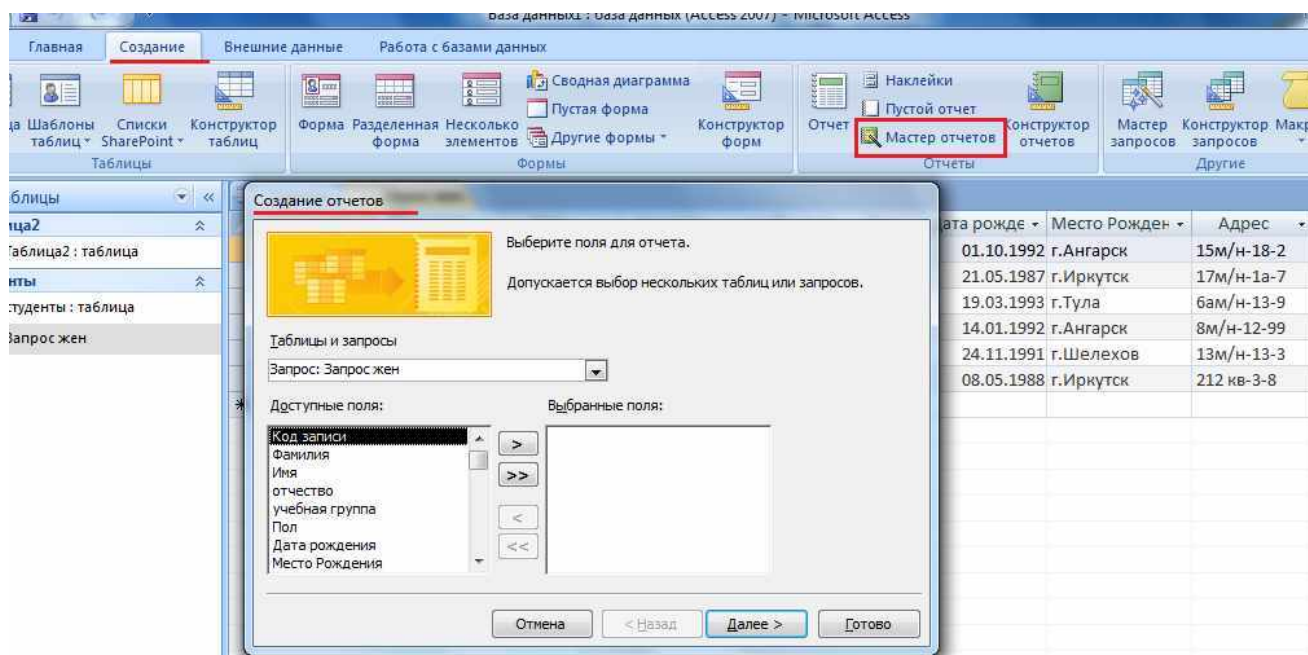 База данных1 : база данных (Access 2007) - Microsoft Access
Главная Создание Внешние данные Работа с базами данных
Шаблоны таблиц
Списки SharePoint
Конструктор таблиц
Таблицы
Форма
Разделенная форма
Несколько элементов
Сводная диаграмма
Пустая форма
Другие формы
Конструктор форм
Формы
Отчет
Наклейки
Пустой отчет
Мастер отчетов
Конструктор отчетов
Отчеты
Мастер запросов
Конструктор запросов
Другие
Таблица2 : таблица
студенты : таблица
Запрос жен
Создание отчетов
Выберите поля для отчета.
Допускается выбор нескольких таблиц или запросов.
Таблицы и запросы
Запрос: Запрос жен
Доступные поля:
Выбранные поля:
Код записи
Фамилия
Имя
отчество
учебная группа
Пол
Дата рождения
Место Рождения
>
>>
<
<<
Отмена < Назад Далее > Готово
ата рожде Место Рожден Адрес
01.10.1992 г.Ангарск 15м/н-18-2
21.05.1987 г.Иркутск 17м/н-1а-7
19.03.1993 г.Тула 6ам/н-13-9
14.01.1992 г.Ангарск 8м/н-12-99
24.11.1991 г.Шелехов 13м/н-13-3
08.05.1988 г.Иркутск 212 кв-3-8